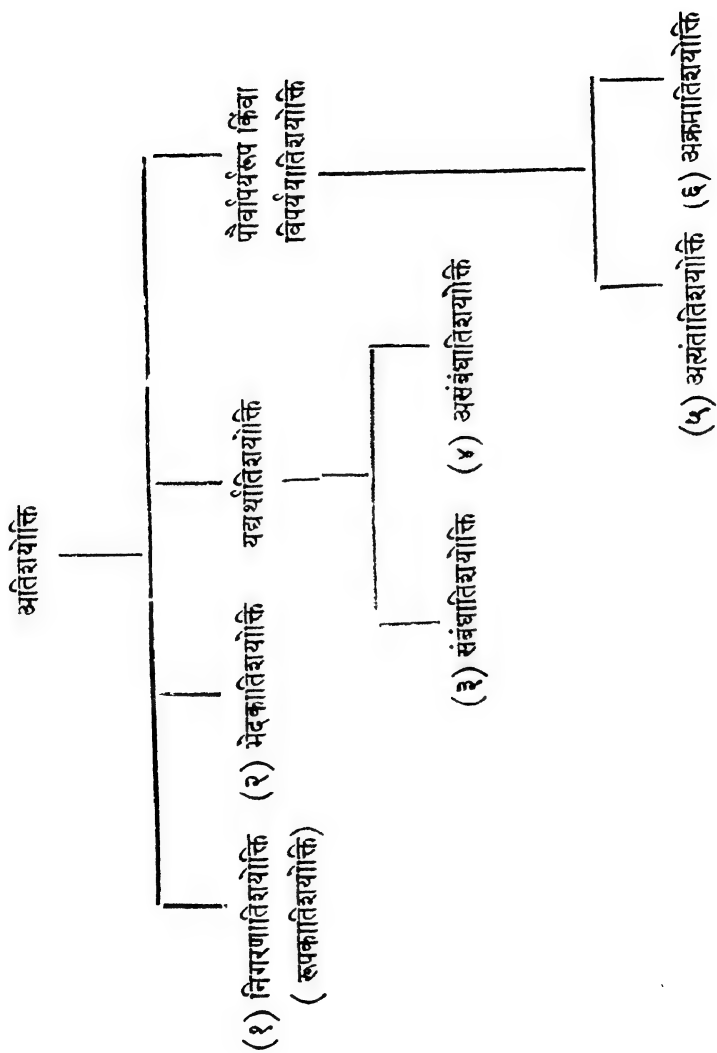 अतिशयोक्ति
(१) निगरणातिशयोक्ति
( रूपकातिशयोक्ति)
(२) भेदकातिशयोक्ति
यद्यर्थातिशयोक्ति
पौर्वापर्यरूप किंवा
विपर्ययातिशयोक्ति
(३) संबंधातिशयोक्ति
(४) असंबंधातिशयोक्ति
(५) अत्यंतातिशयोक्ति
(६) अक्रमातिशयोक्ति